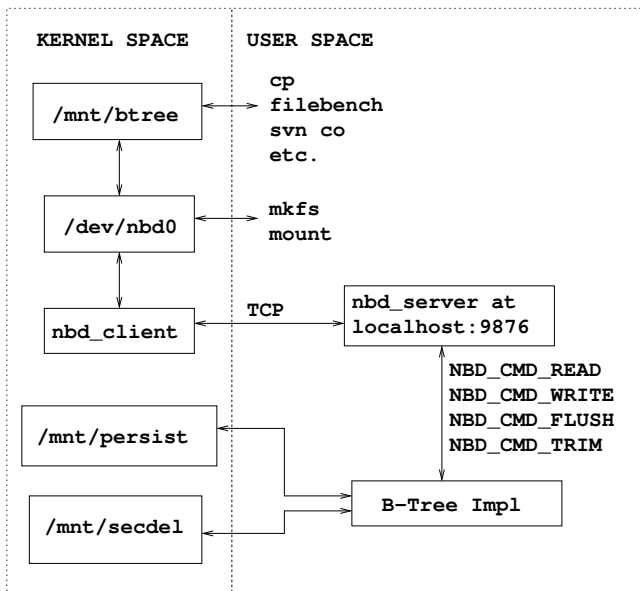 KERNEL SPACE
USER SPACE
cp
filebench
svn co
etc.
/mnt/btree
/dev/nbd0
mkfs
mount
nbd_client
TCP
nbd_server at
localhost:9876
NBD_CMD_READ
NBD_CMD_WRITE
NBD_CMD_FLUSH
NBD_CMD_TRIM
/mnt/persist
B-Tree Impl
/mnt/secdel